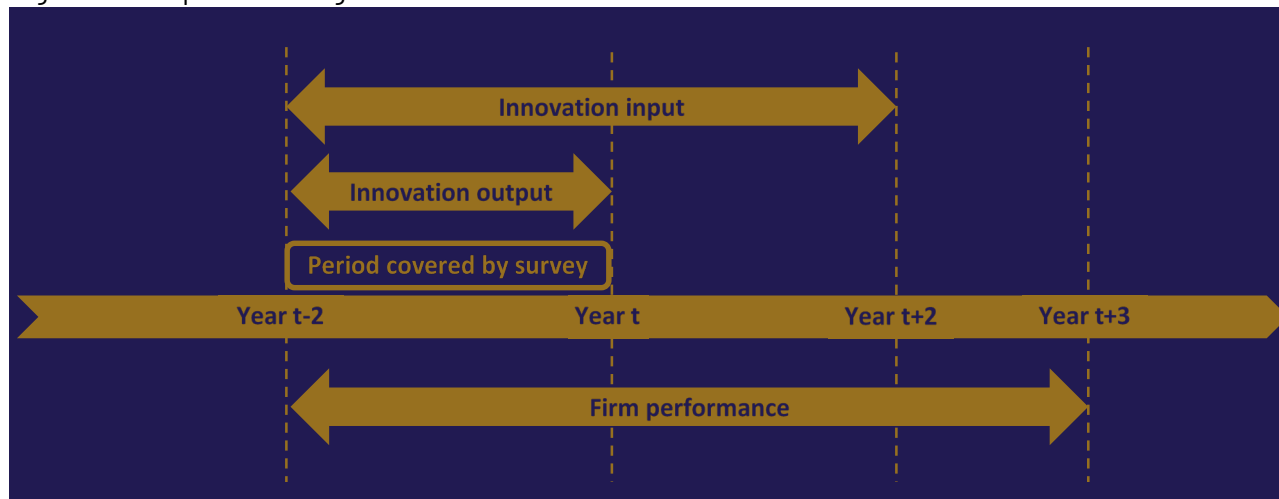 Innovation input
Innovation output
Period covered by survey
Year t-2
Year t
Year t+2
Year t+3
Firm performance